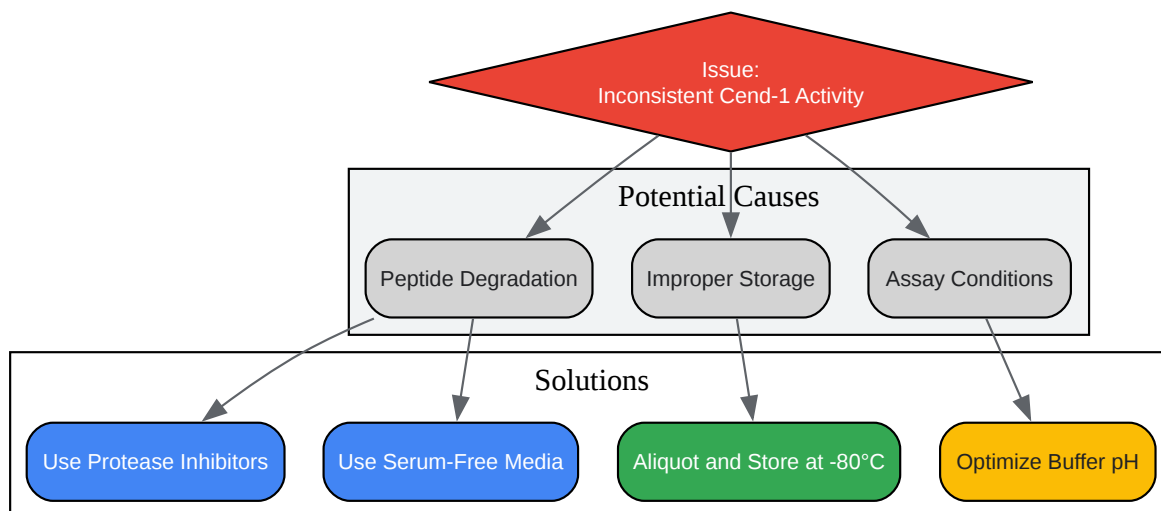 Issue:
Inconsistent Cend-1 Activity
Potential Causes
Peptide Degradation
Improper Storage
Assay Conditions
Solutions
Use Protease Inhibitors
Use Serum-Free Media
Aliquot and Store at -80°C
Optimize Buffer pH